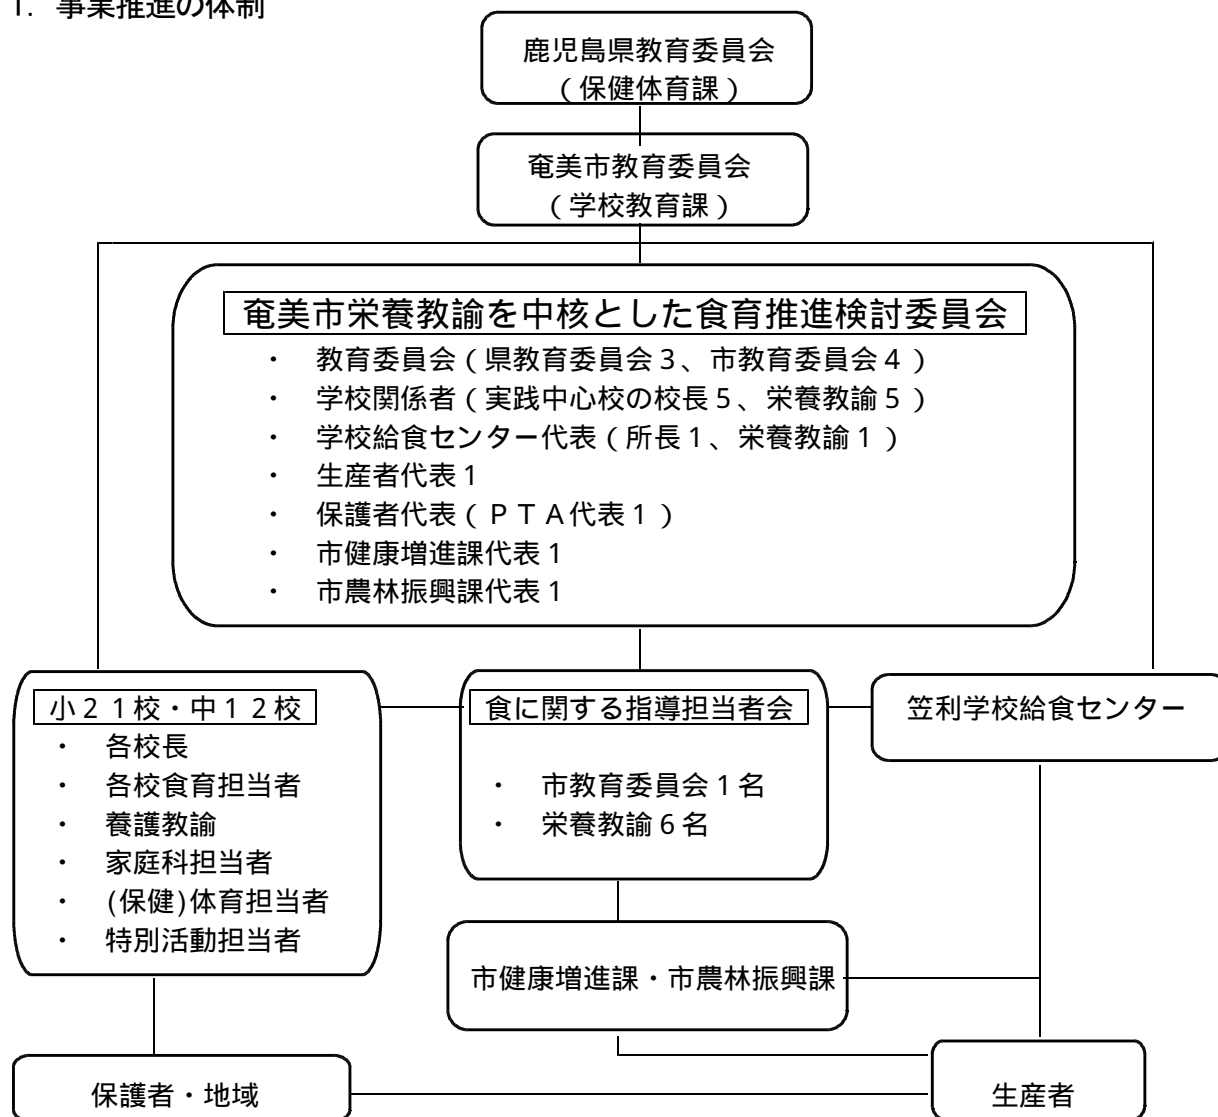 1. 事業推進の体制
鹿児島県教育委員会
（保健体育課）
奄美市教育委員会
（学校教育課）
奄美市栄養教諭を中核とした食育推進検討委員会
・ 教育委員会（県教育委員会３、市教育委員会４）
・ 学校関係者（実践中心校の校長５、栄養教諭５）
・ 学校給食センター代表（所長１、栄養教諭１）
・ 生産者代表１
・ 保護者代表（ＰＴＡ代表１）
・ 市健康増進課代表１
・ 市農林振興課代表１
小２１校・中１２校
・ 各校長
・ 各校食育担当者
・ 養護教諭
・ 家庭科担当者
・ (保健)体育担当者
・ 特別活動担当者
食に関する指導担当者会
・ 市教育委員会１名
・ 栄養教諭６名
笠利学校給食センター
市健康増進課・市農林振興課
保護者・地域
生産者